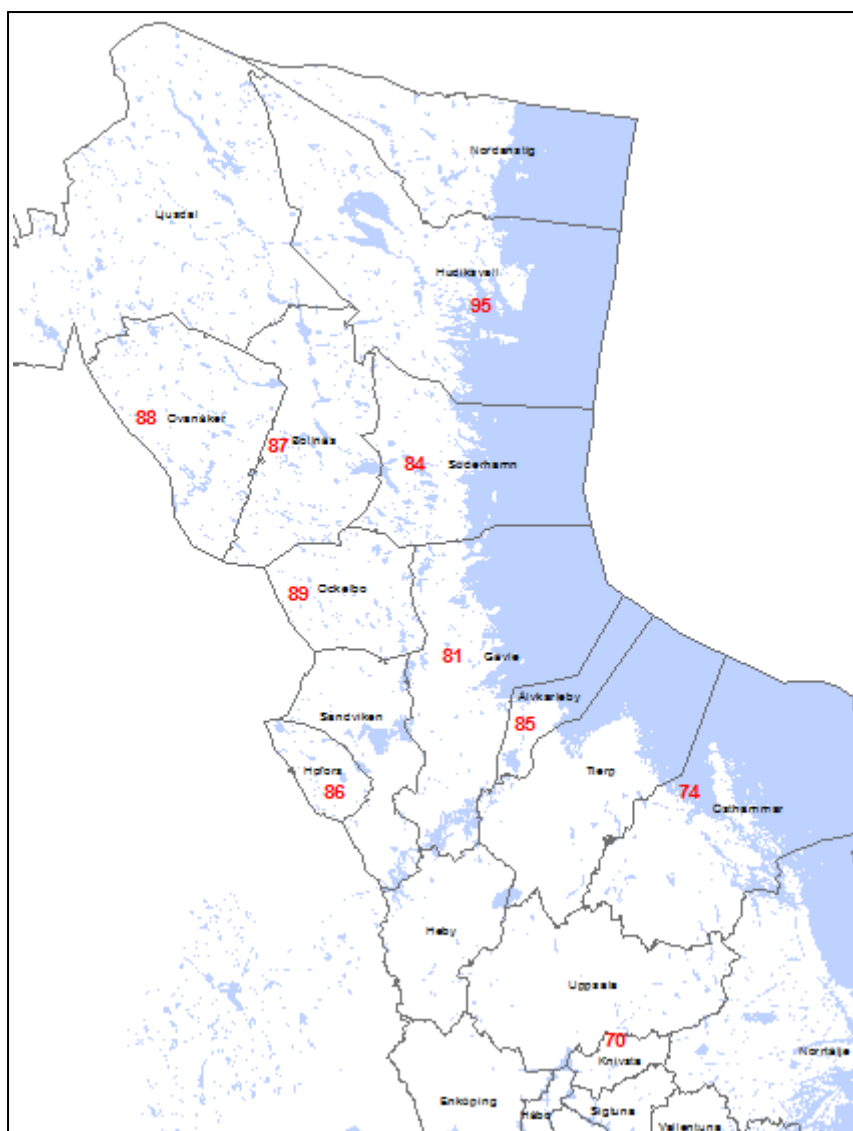 Nordanstig
Ljusdal
Hudiksvall
95
88 Ovanåker
87 Bollnäs
84 Söderhamn
89 Ockelbo
81 Gävle
Älvkarleby
85
Sandviken
Hofors
86
Tierp
74
Östhammar
Heby
Uppsala
70
Knivsta
Norrtälje
Enköping
Håbo
Sigtuna
Vallentuna